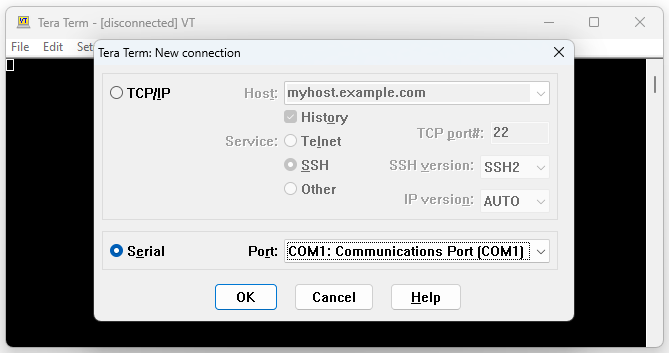 VT Tera Term - [disconnected] VT
File Edit Set
Tera Term: New connection
TCP/IP Host: myhost.example.com
History
Service: Telnet TCP port#: 22
SSH SSH version: SSH2
Other IP version: AUTO
Serial Port: COM1: Communications Port (COM1)
OK Cancel Help